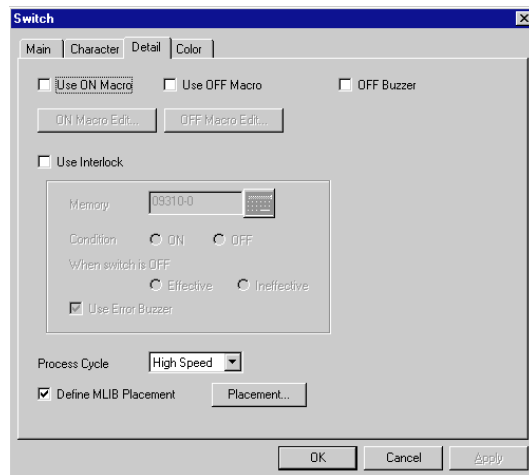 Switch
Main Character Detail Color
Use ON Macro Use OFF Macro OFF Buzzer
ON Macro Edit... OFF Macro Edit...
Use Interlock
Memory 09310-0
Condition ON OFF
When switch is OFF
Effective Ineffective
Use Error Buzzer
Process Cycle High Speed
Define MLIB Placement Placement...
OK Cancel Apply